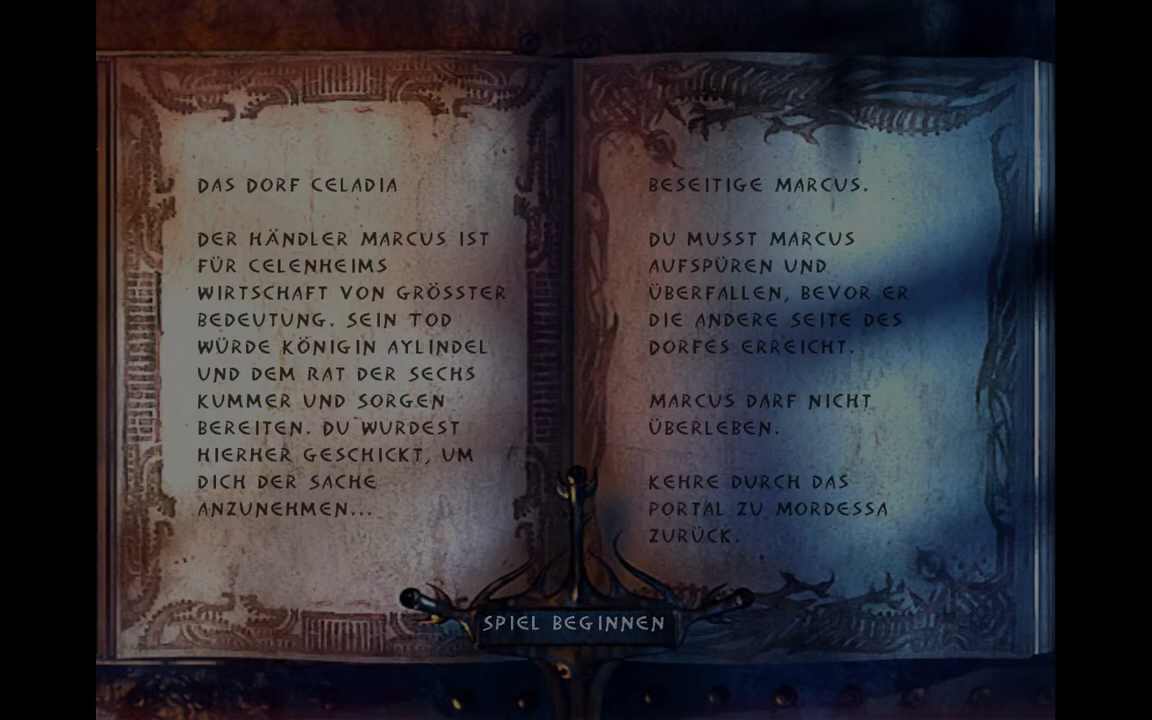 DAS DORF CELADIA
DER HÄNDLER MARCUS IST
FÜR CELENHEIMS
WIRTSCHAFT VON GRÖSSTER
BEDEUTUNG. SEIN TOD
WÜRDE KÖNIGIN AYLINDEL
UND DEM RAT DER SECHS
KUMMER UND SORGEN
BEREITEN. DU WURDEST
HIERHER GESCHICKT, UM
DICH DER SACHE
ANZUNEHMEN...
BESEITIGE MARCUS.
DU MUSST MARCUS
AUFSPÜREN UND
ÜBERFALLEN, BEVOR ER
DIE ANDERE SEITE DES
DORFES ERREICHT.
MARCUS DARF NICHT
ÜBERLEBEN.
KEHRE DURCH DAS
PORTAL ZU MORDESSA
ZURÜCK.
SPIEL BEGINNEN